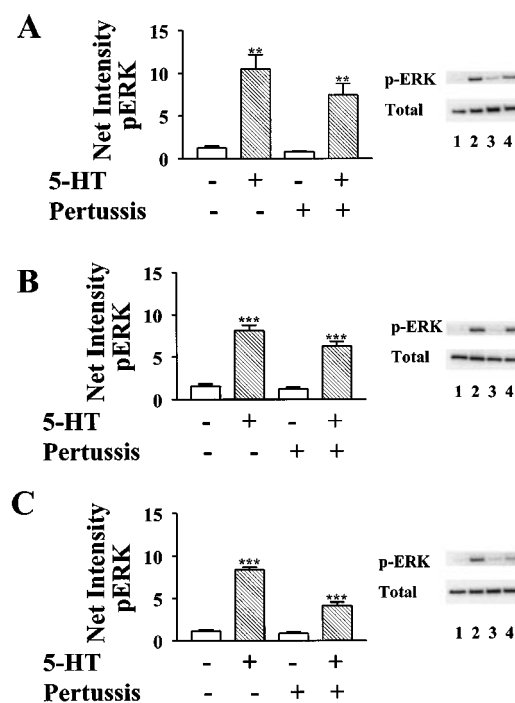 A
Net Intensity
pERK
15
10
5
0
**
**
5-HT - + - +
Pertussis - - + +
p-ERK
Total
1 2 3 4
B
Net Intensity
pERK
15
10
5
0
***
***
5-HT - + - +
Pertussis - - + +
p-ERK
Total
1 2 3 4
C
Net Intensity
pERK
15
10
5
0
***
***
5-HT - + - +
Pertussis - - + +
p-ERK
Total
1 2 3 4